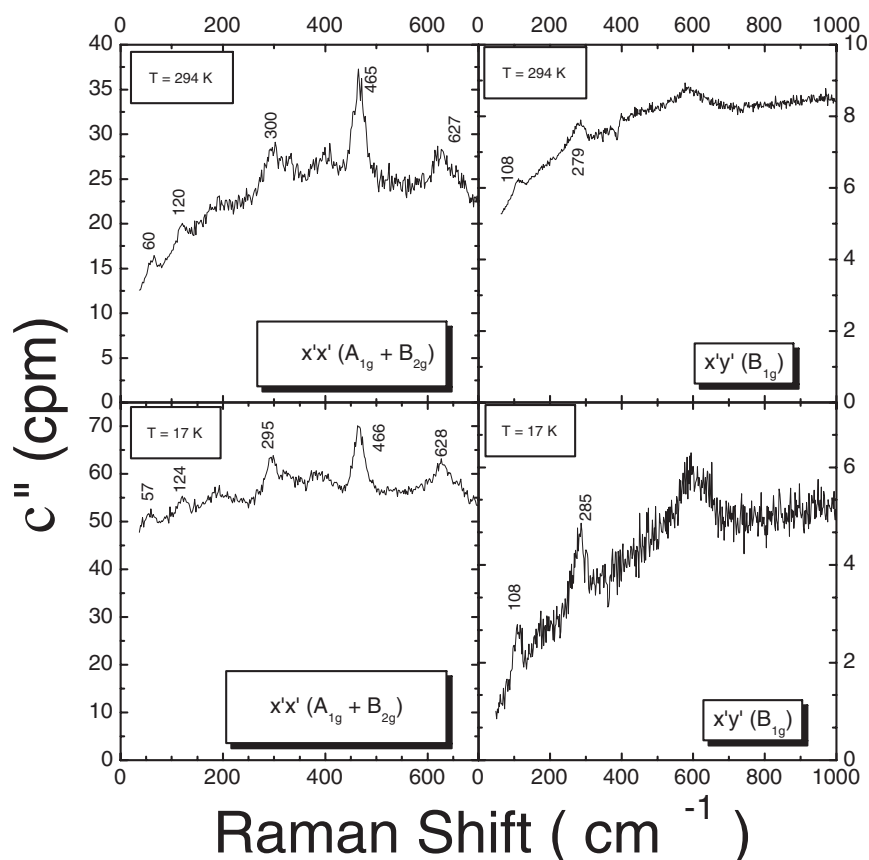 0 200 400 600
0 200 400 600 800 1000
40
35
30
25
20
15
10
5
0
T = 294 K
60
120
300
465
627
x'x' (A1g + B2g)
T = 294 K
108
279
x'y' (B1g)
10
8
6
4
2
0
70
60
50
40
30
20
10
0
T = 17 K
57
124
295
466
628
x'x' (A1g + B2g)
T = 17 K
108
285
x'y' (B1g)
6
4
2
0
0 200 400 600
0 200 400 600 800 1000
c" (cpm)
Raman Shift ( cm-1 )